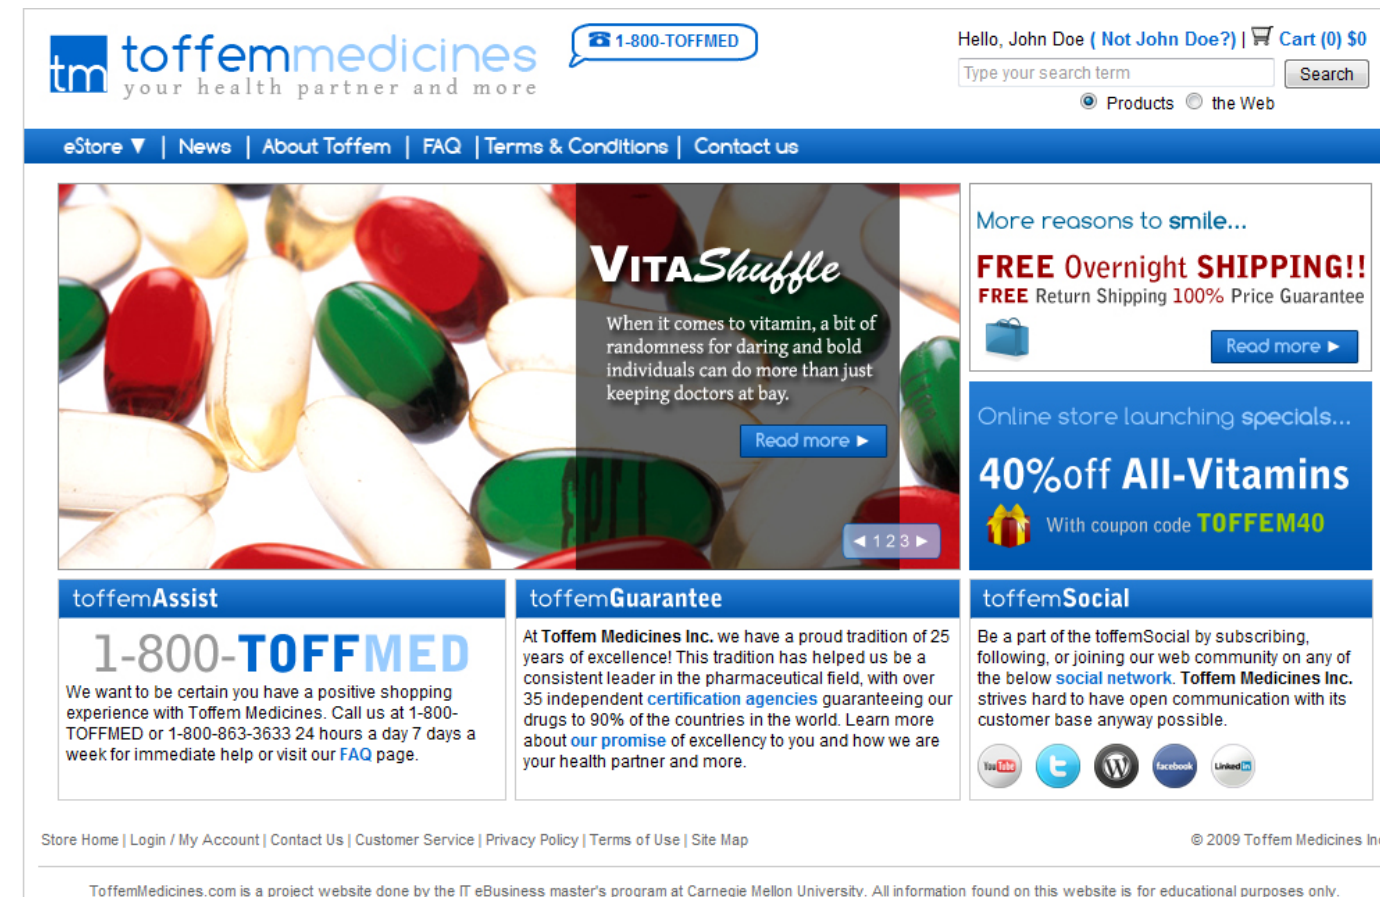 tm toffemmedicines
your health partner and more
1-800-TOFFMED
Hello, John Doe ( Not John Doe?) | Cart (0) $0
Type your search term
Search
Products the Web
eStore ▼ | News | About Toffem | FAQ | Terms & Conditions | Contact us
VITAShuffle
When it comes to vitamin, a bit of
randomness for daring and bold
individuals can do more than just
keeping doctors at bay.
Read more ►
◄ 1 2 3 ►
More reasons to smile...
FREE Overnight SHIPPING!!
FREE Return Shipping 100% Price Guarantee
Read more ►
Online store launching specials...
40%off All-Vitamins
With coupon code TOFFEM40
toffemAssist
1-800-TOFFMED
We want to be certain you have a positive shopping
experience with Toffem Medicines. Call us at 1-800-
TOFFMED or 1-800-863-3633 24 hours a day 7 days a
week for immediate help or visit our FAQ page.
toffemGuarantee
At Toffem Medicines Inc. we have a proud tradition of 25
years of excellence! This tradition has helped us be a
consistent leader in the pharmaceutical field, with over
35 independent certification agencies guaranteeing our
drugs to 90% of the countries in the world. Learn more
about our promise of excellency to you and how we are
your health partner and more.
toffemSocial
Be a part of the toffemSocial by subscribing,
following, or joining our web community on any of
the below social network. Toffem Medicines Inc.
strives hard to have open communication with its
customer base anyway possible.
You Tube t W facebook Linked in
Store Home | Login / My Account | Contact Us | Customer Service | Privacy Policy | Terms of Use | Site Map
© 2009 Toffem Medicines In
ToffemMedicines.com is a project website done by the IT eBusiness master's program at Carnegie Mellon University. All information found on this website is for educational purposes only.